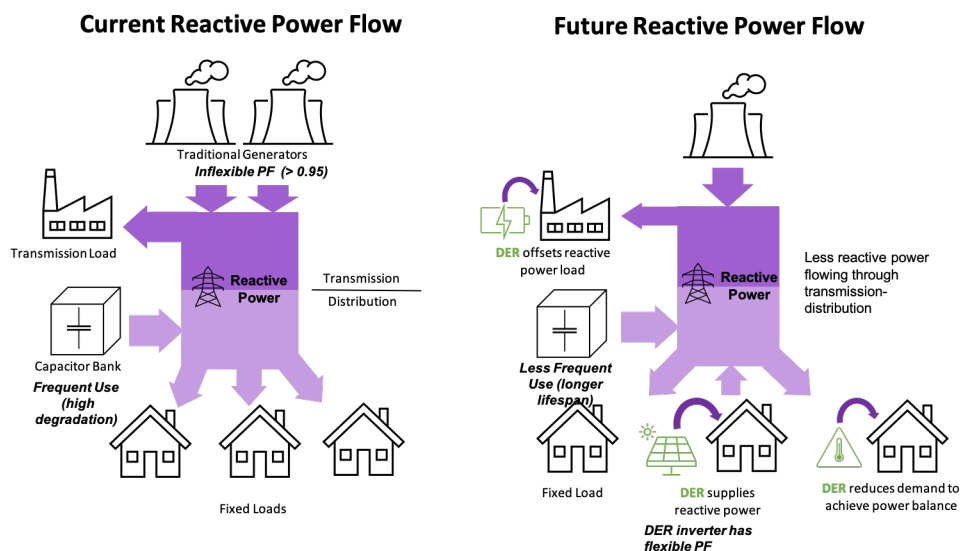 Current Reactive Power Flow
Traditional Generators
Inflexible PF (> 0.95)
Transmission Load
Reactive
Power
Transmission
Distribution
Capacitor Bank
Frequent Use
(high
degradation)
Fixed Loads
Future Reactive Power Flow
DER offsets reactive
power load
Reactive
Power
Less reactive power
flowing through
transmission-
distribution
Less Frequent
Use (longer
lifespan)
Fixed Load
DER supplies
reactive power
DER inverter has
flexible PF
DER reduces demand to
achieve power balance